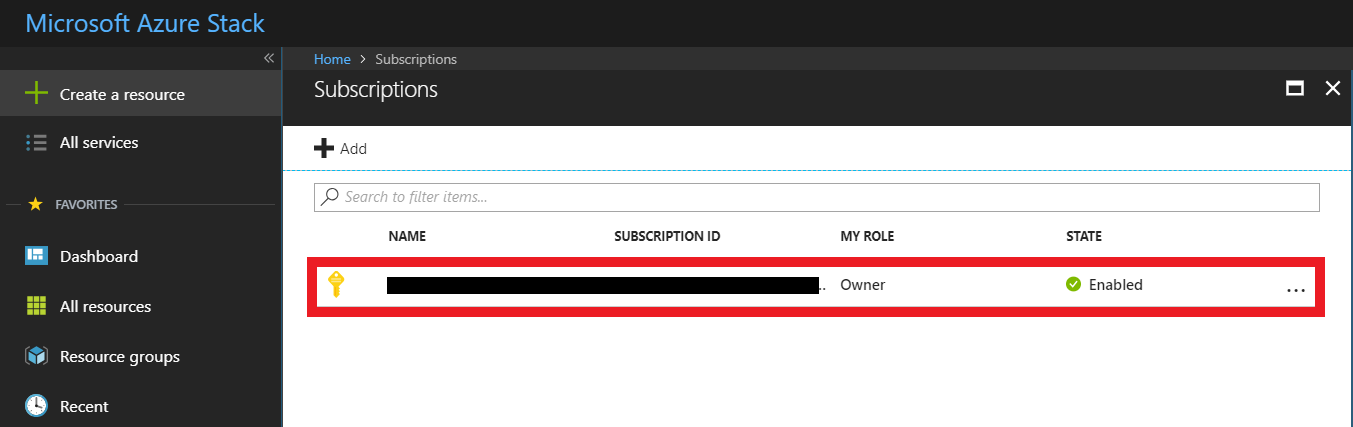 Microsoft Azure Stack
«
Home > Subscriptions
Create a resource
Subscriptions
All services
Add
FAVORITES
Search to filter items...
NAME SUBSCRIPTION ID MY ROLE STATE
Dashboard
.. Owner Enabled ...
All resources
Resource groups
Recent